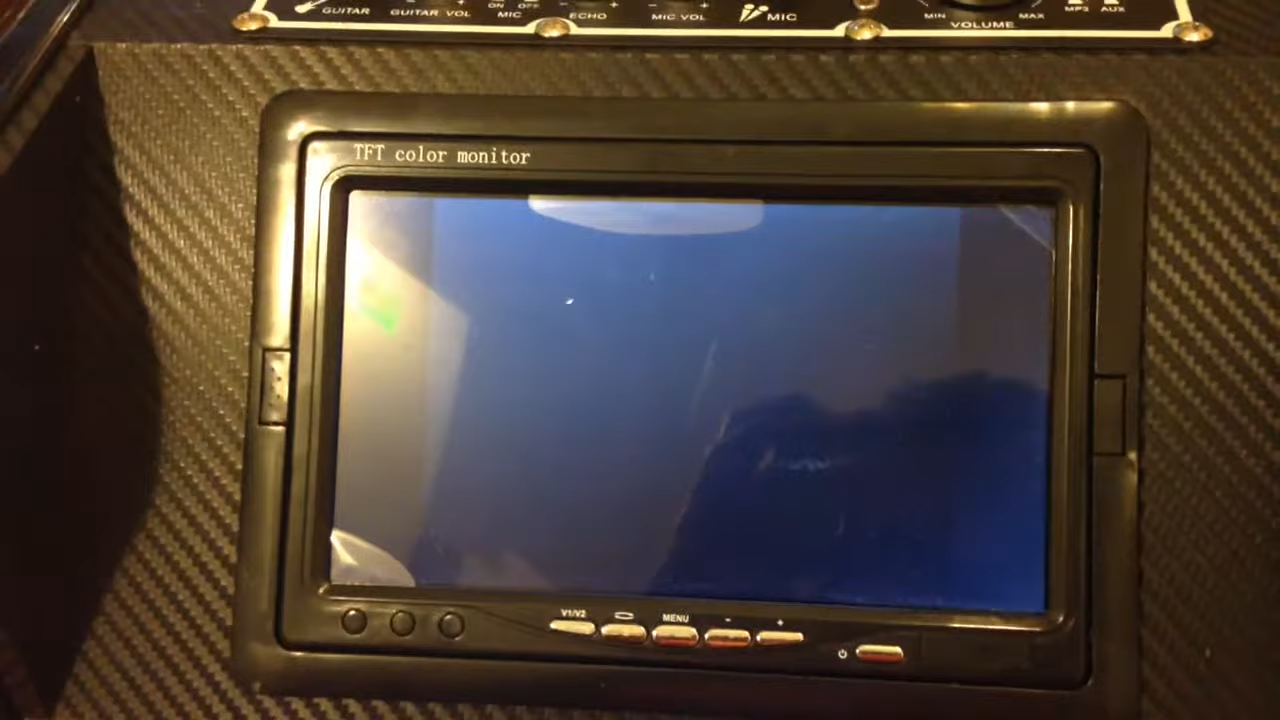 GUITAR
- GUITAR VOL +
ON OFF
MIC
- ECHO +
- MIC VOL +
MIC
MIN VOLUME MAX
MP3 AUX
TFT color monitor
V1/V2 MENU - +